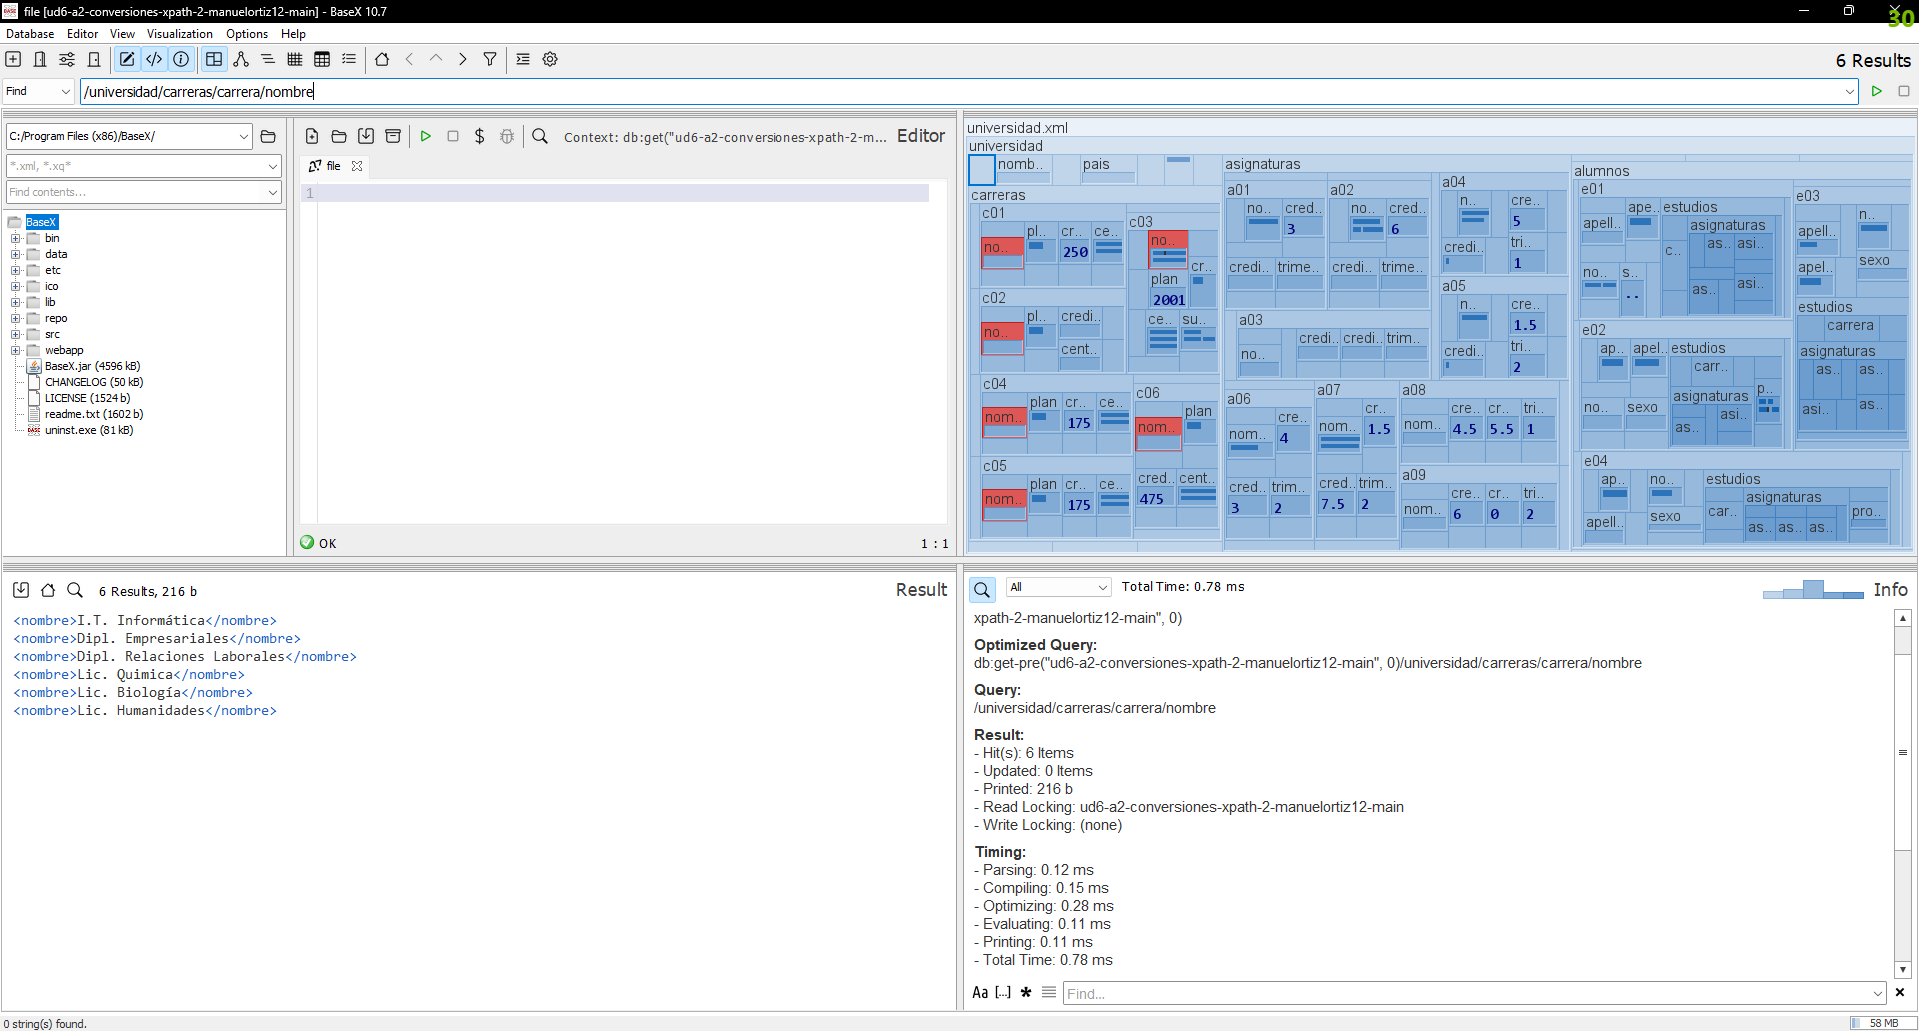 file [ud6-a2-conversiones-xpath-2-manuelortiz12-main] - BaseX 10.7
30
Database Editor View Visualization Options Help
6 Results
Find
/universidad/carreras/carrera/nombre
C:/Program Files (x86)/BaseX/
*.xml, *.xq*
Find contents...
BaseX
bin
data
etc
ico
lib
repo
src
webapp
BaseX.jar (4596 kB)
CHANGELOG (50 kB)
LICENSE (1524 b)
readme.txt (1602 b)
uninst.exe (81 kB)
Context: db:get("ud6-a2-conversiones-xpath-2-m...
Editor
file
1
OK
1 : 1
universidad.xml
universidad
nomb.. pais
carreras
c01
no.. pl.. cr.. ce..
250
c02
no.. pl.. credi..
cent..
c03
no..
cr..
plan
2001
ce.. su..
c04
nom.. plan cr.. ce..
175
c05
nom.. plan cr.. ce..
175
c06
nom.. plan
cred.. cent..
475
asignaturas
a01
no.. cred..
3
credi.. trime..
a02
no.. cred..
6
credi.. trime..
a03
no.. credi.. credi.. trim..
a04
n.. cre..
5
credi.. tri..
1
a05
n.. cre..
1.5
credi.. tri..
2
a06
nom.. cre..
4
cred.. trim..
3 2
a07
nom.. cr..
1.5
cred.. trim..
7.5 2
a08
nom.. cre.. cre.. tri..
4.5 5.5 1
a09
nom.. cre.. cr.. tri..
6 0 2
alumnos
e01
apell.. ape.. estudios
c.. asignaturas
as.. asi..
as.. asi..
no.. s..
..
e02
ap.. apel.. estudios
carr..
asignaturas p..
as.. asi..
no.. sexo
e03
apell.. n..
apel.. sexo
estudios
carrera
asignaturas
as.. as..
asi.. as..
e04
ap.. no.. estudios
asignaturas
apell.. sexo car.. as.. as.. as.. pro..
6 Results, 216 b
Result
<nombre>I.T. Informática</nombre>
<nombre>Dipl. Empresariales</nombre>
<nombre>Dipl. Relaciones Laborales</nombre>
<nombre>Lic. Quimica</nombre>
<nombre>Lic. Biología</nombre>
<nombre>Lic. Humanidades</nombre>
All
Total Time: 0.78 ms
Info
xpath-2-manuelortiz12-main", 0)
Optimized Query:
db:get-pre("ud6-a2-conversiones-xpath-2-manuelortiz12-main", 0)/universidad/carreras/carrera/nombre
Query:
/universidad/carreras/carrera/nombre
Result:
- Hit(s): 6 Items
- Updated: 0 Items
- Printed: 216 b
- Read Locking: ud6-a2-conversiones-xpath-2-manuelortiz12-main
- Write Locking: (none)
Timing:
- Parsing: 0.12 ms
- Compiling: 0.15 ms
- Optimizing: 0.28 ms
- Evaluating: 0.11 ms
- Printing: 0.11 ms
- Total Time: 0.78 ms
Aa [...] *
Find...
0 string(s) found.
58 MB